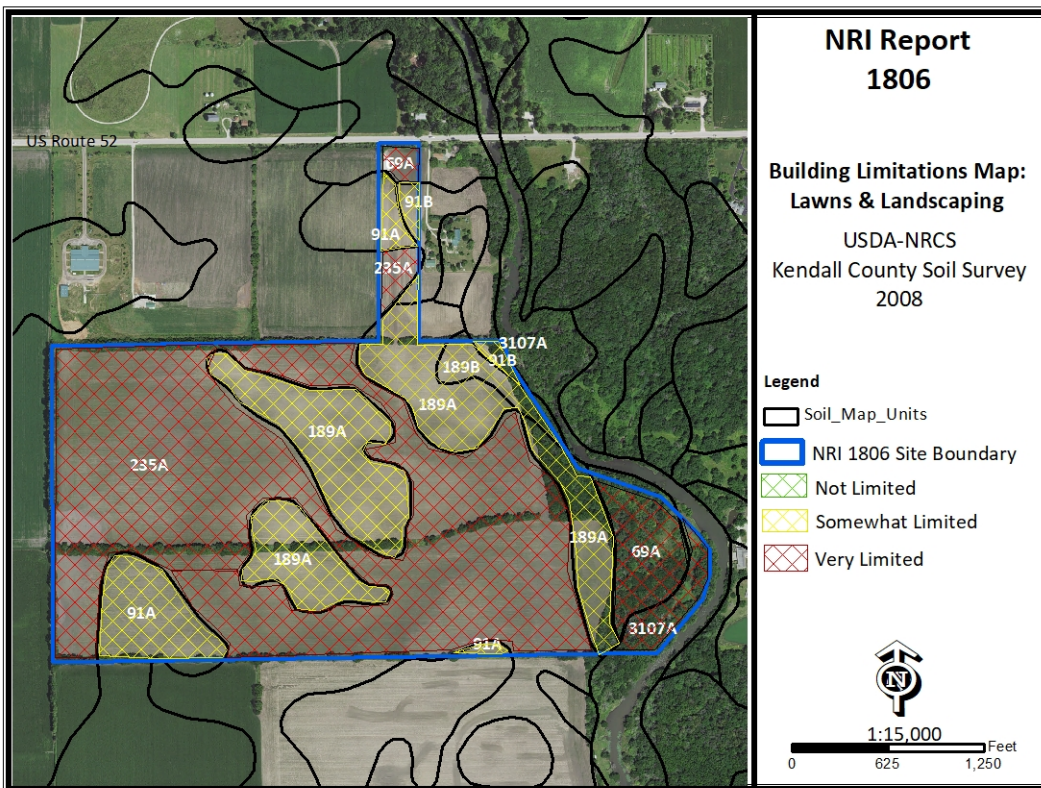 NRI Report
1806
Building Limitations Map:
Lawns & Landscaping
USDA-NRCS
Kendall County Soil Survey
2008
Legend
Soil_Map_Units
NRI 1806 Site Boundary
Not Limited
Somewhat Limited
Very Limited
N
1:15,000
Feet
0 625 1,250
US Route 52
69A
91B
91A
235A
3107A
91B
189B
189A
189A
235A
189A
189A
69A
91A
3107A
91A